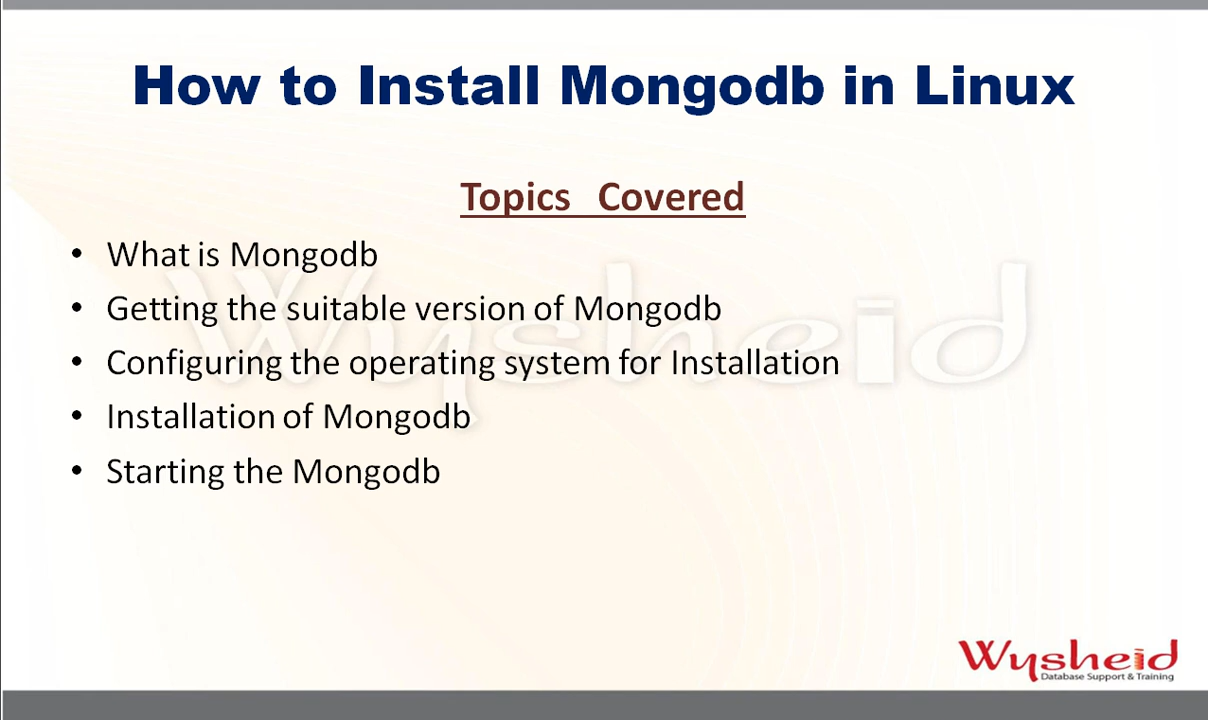 How to Install Mongodb in Linux
Topics Covered
• What is Mongodb
• Getting the suitable version of Mongodb
• Configuring the operating system for Installation
• Installation of Mongodb
• Starting the Mongodb
Wysheid
Wysheid
Database Support & Training